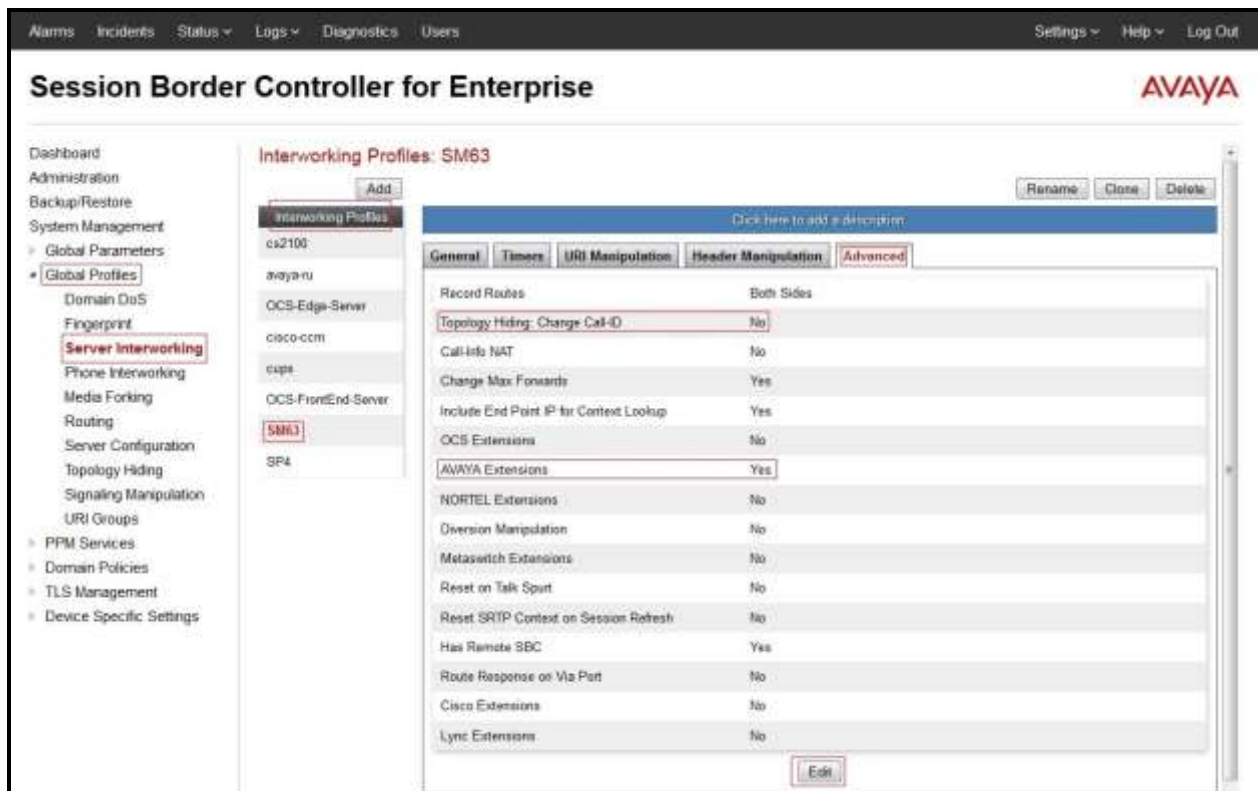 Alarms Incidents Status Logs Diagnostics Users Settings Help Log Out
Session Border Controller for Enterprise
AVAYA
Dashboard
Administration
Backup/Restore
System Management
Global Parameters
Global Profiles
Domain DoS
Fingerprint
Server Interworking
Phone Interworking
Media Forking
Routing
Server Configuration
Topology Hiding
Signaling Manipulation
URI Groups
PPM Services
Domain Policies
TLS Management
Device Specific Settings
Interworking Profiles: SM63
Add
Rename Clone Delete
Interworking Profiles
cs2100
avaya-ru
OCS-Edge-Server
cisco-ccm
cups
OCS-FrontEnd-Server
SM63
SP4
Click here to add a description.
General Timers URI Manipulation Header Manipulation Advanced
Record Routes Both Sides
Topology Hiding: Change Call-ID No
Call-Info NAT No
Change Max Forwards Yes
Include End Point IP for Context Lookup Yes
OCS Extensions No
AVAYA Extensions Yes
NORTEL Extensions No
Diversion Manipulation No
Metaswitch Extensions No
Reset on Talk Spurt No
Reset SRTP Context on Session Refresh No
Has Remote SBC Yes
Route Response on Via Port No
Cisco Extensions No
Lync Extensions No
Edit